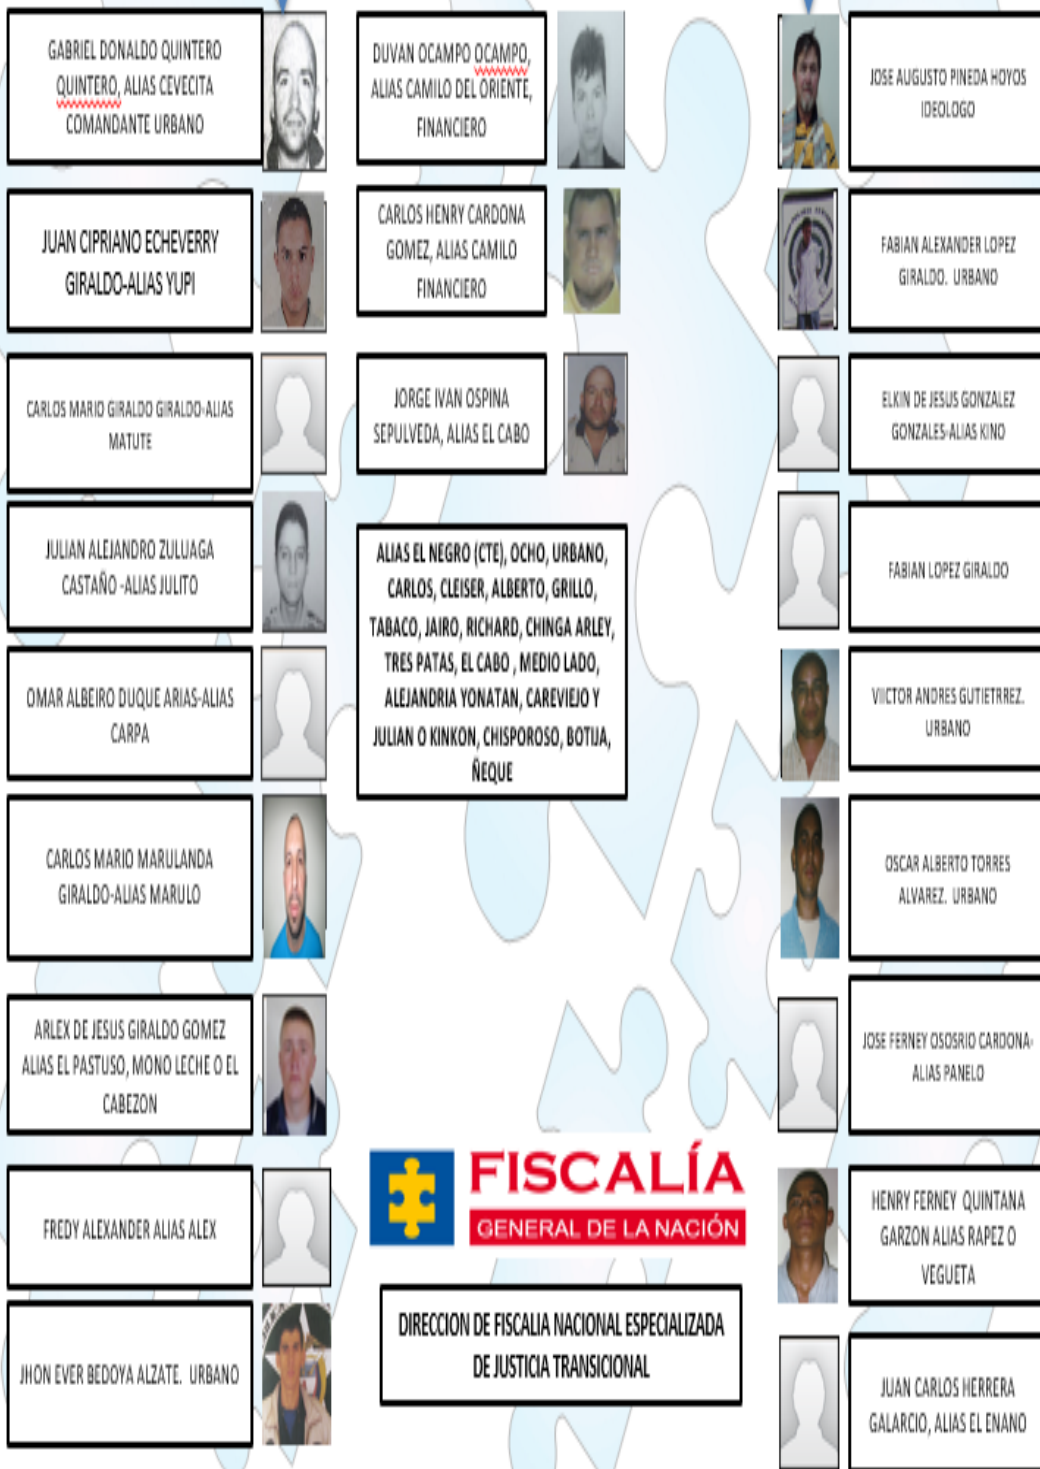 GABRIEL DONALDO QUINTERO
QUINTERO, ALIAS CEVECITA
COMANDANTE URBANO
JUAN CIPRIANO ECHEVERRY
GIRALDO-ALIAS YUPI
CARLOS MARIO GIRALDO GIRALDO-ALIAS
MATUTE
JULIAN ALEJANDRO ZULUAGA
CASTAÑO -ALIAS JULITO
OMAR ALBEIRO DUQUE ARIAS-ALIAS
CARPA
CARLOS MARIO MARULANDA
GIRALDO-ALIAS MARULO
ARLEX DE JESUS GIRALDO GOMEZ
ALIAS EL PASTUSO, MONO LECHE O EL
CABEZON
FREDY ALEXANDER ALIAS ALEX
JHON EVER BEDOYA ALZATE. URBANO
DUVAN OCAMPO OCAMPO,
ALIAS CAMILO DEL ORIENTE,
FINANCIERO
CARLOS HENRY CARDONA
GOMEZ, ALIAS CAMILO
FINANCIERO
JORGE IVAN OSPINA
SEPULVEDA, ALIAS EL CABO
ALIAS EL NEGRO (CTE), OCHO, URBANO,
CARLOS, CLEISER, ALBERTO, GRILLO,
TABACO, JAIRO, RICHARD, CHINGA ARLEY,
TRES PATAS, EL CABO , MEDIO LADO,
ALEJANDRIA YONATAN, CAREVIEJO Y
JULIAN O KINKON, CHISPOROSO, BOTIJA,
ÑEQUE
FISCALÍA
GENERAL DE LA NACIÓN
DIRECCION DE FISCALIA NACIONAL ESPECIALIZADA
DE JUSTICIA TRANSICIONAL
JOSE AUGUSTO PINEDA HOYOS
IDEOLOGO
FABIAN ALEXANDER LOPEZ
GIRALDO. URBANO
ELKIN DE JESUS GONZALEZ
GONZALES-ALIAS KINO
FABIAN LOPEZ GIRALDO
VIICTOR ANDRES GUTIETRREZ.
URBANO
OSCAR ALBERTO TORRES
ALVAREZ. URBANO
JOSE FERNEY OSOSRIO CARDONA-
ALIAS PANELO
HENRY FERNEY QUINTANA
GARZON ALIAS RAPEZ O
VEGUETA
JUAN CARLOS HERRERA
GALARCIO, ALIAS EL ENANO